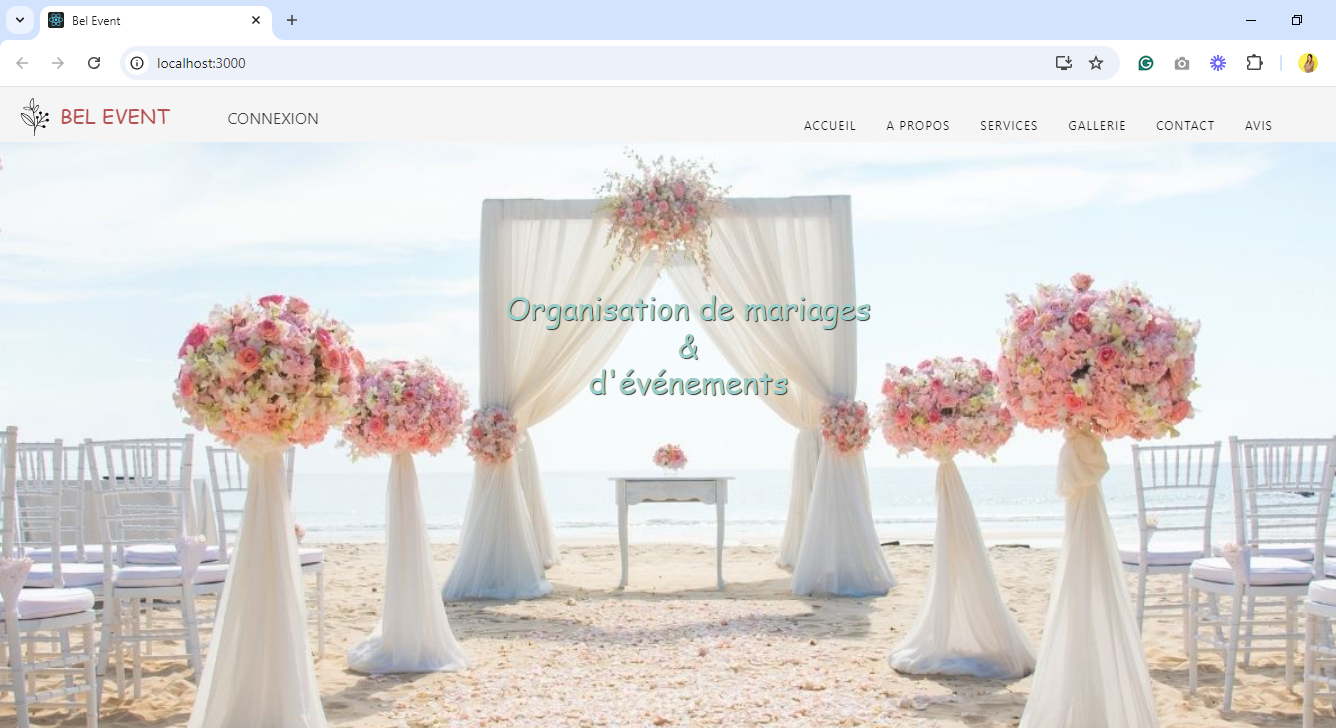 Bel Event
localhost:3000
BEL EVENT CONNEXION ACCUEIL A PROPOS SERVICES GALLERIE CONTACT AVIS
Organisation de mariages
&
d'événements